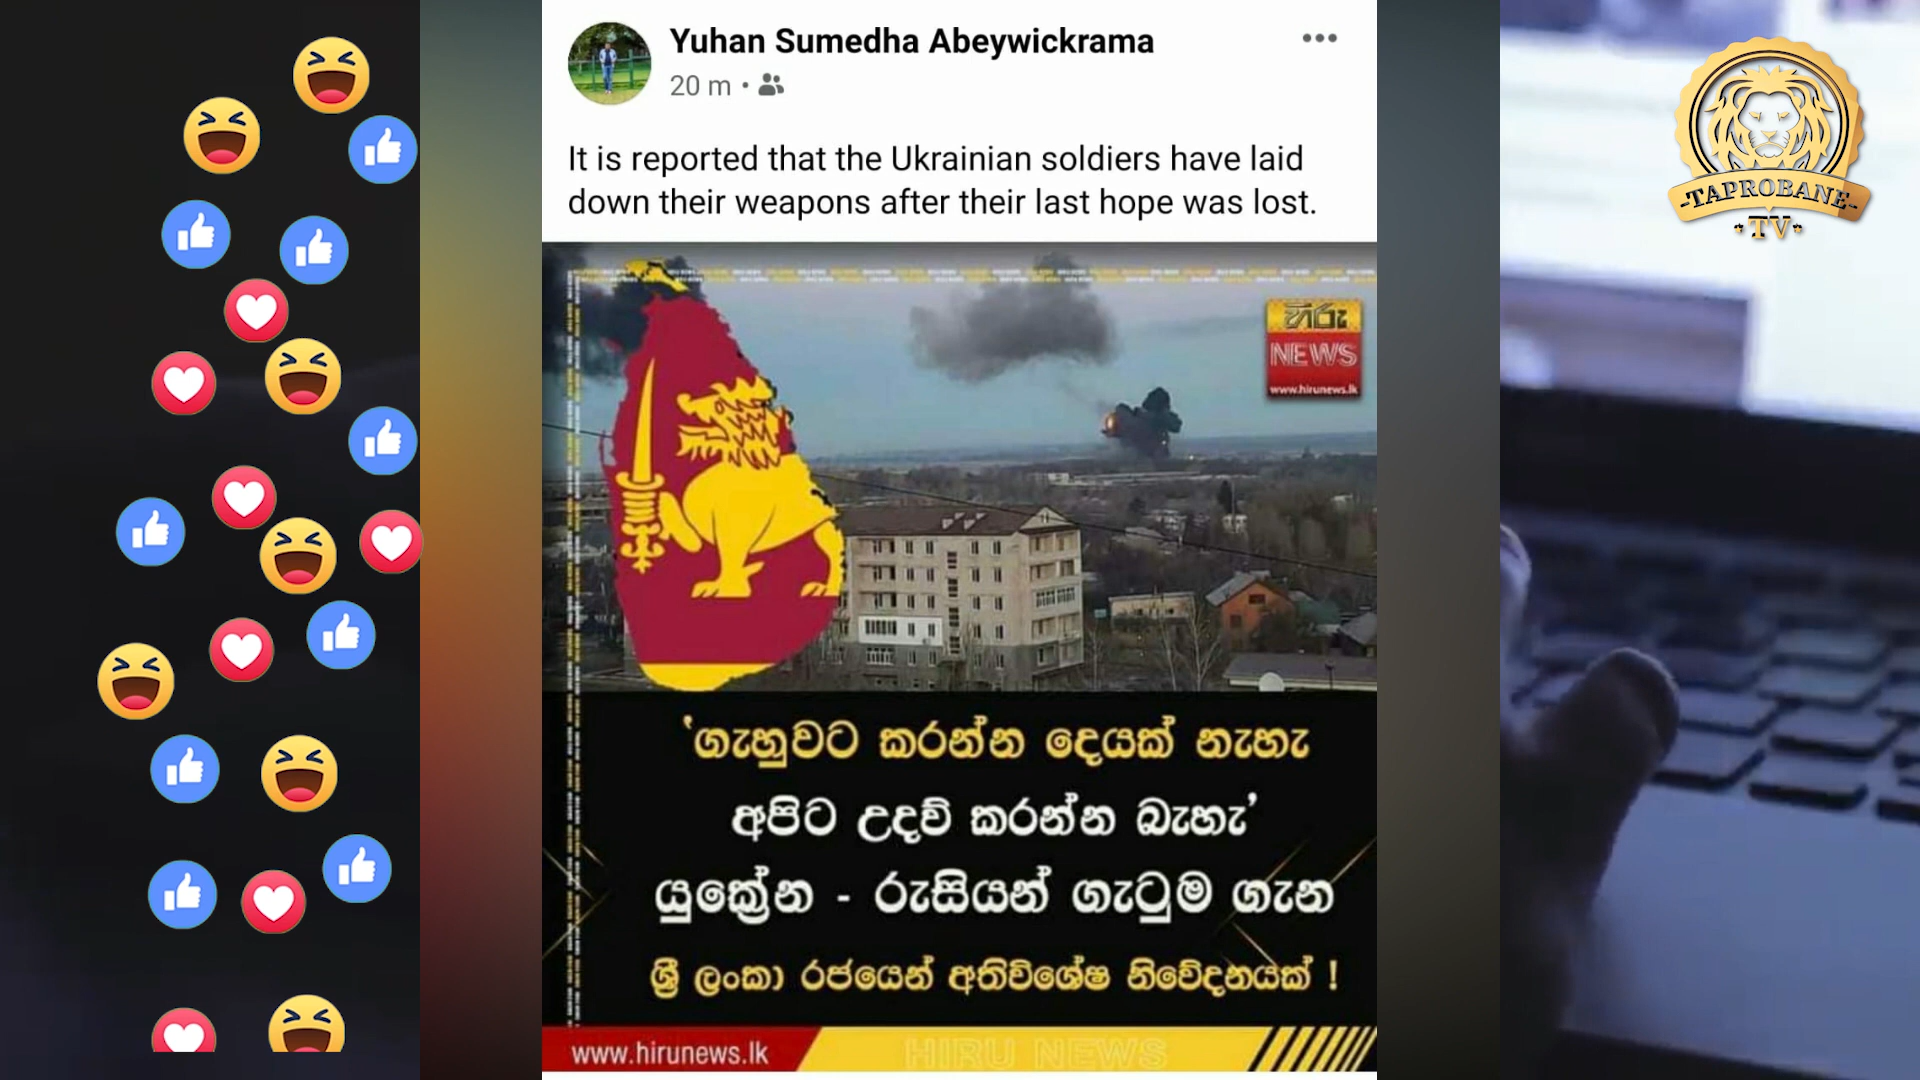 Yuhan Sumedha Abeywickrama
20 m
It is reported that the Ukrainian soldiers have laid
down their weapons after their last hope was lost.
TAPROBANE
TV
හිරු
NEWS
www.hirunews.lk
'ගැහුවට කරන්න දෙයක් නැහැ
අපිට උදව් කරන්න බැහැ'
යුක්‍රේන - රුසියන් ගැටුම ගැන
ශ්‍රී ලංකා රජයෙන් අතිවිශේෂ නිවේදනයක් !
www.hirunews.lk
HIRU NEWS